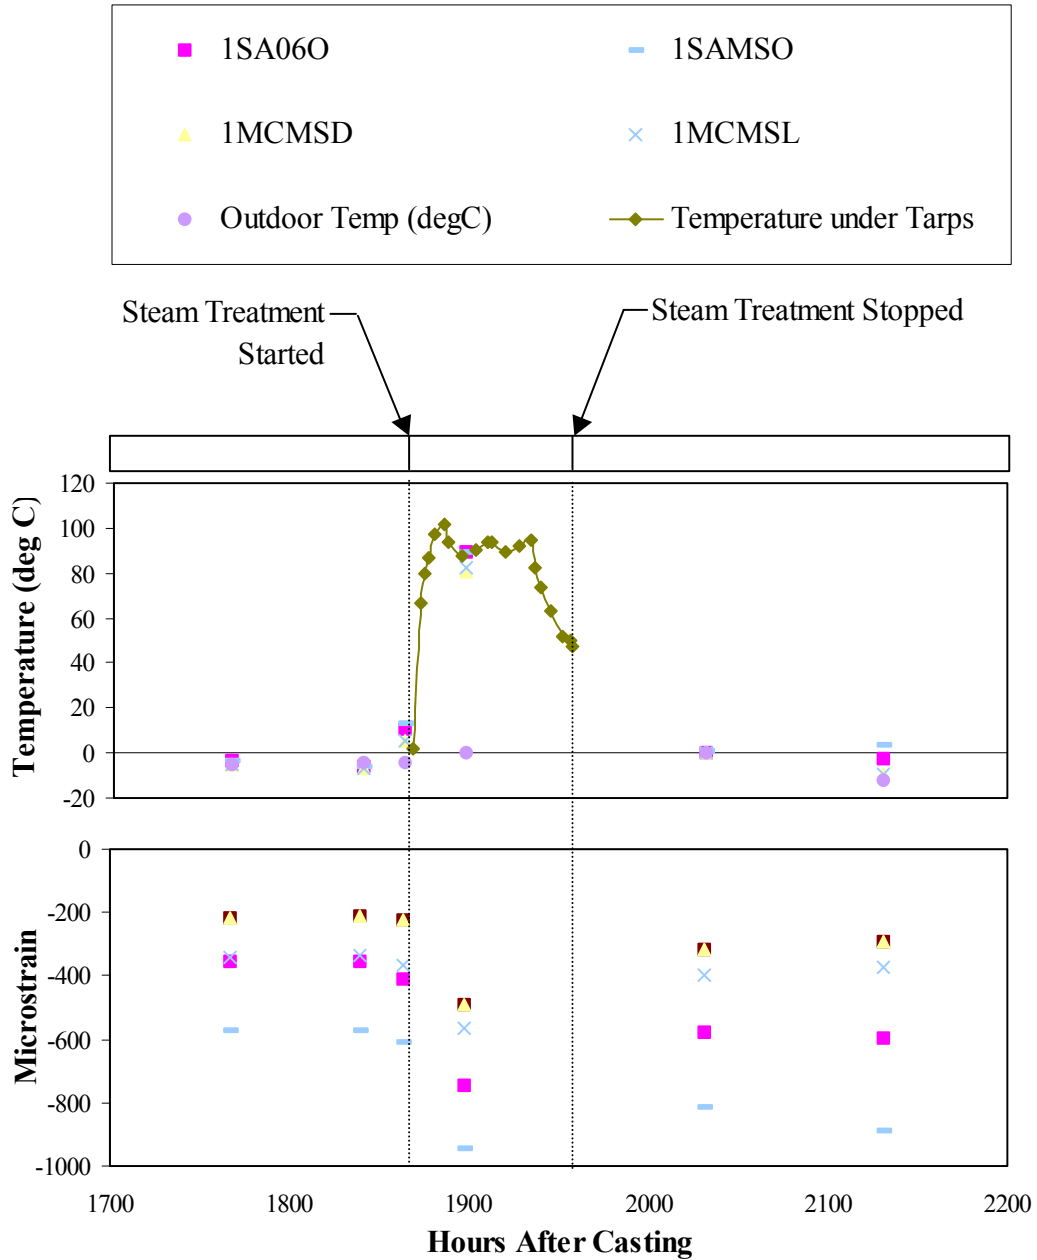 1SA06O
1SAMSO
1MCMSD
1MCMSL
Outdoor Temp (degC)
Temperature under Tarps
Steam Treatment
Started
Steam Treatment Stopped
120
100
80
60
40
20
0
-20
Temperature (deg C)
0
-200
-400
-600
-800
-1000
Microstrain
1700
1800
1900
2000
2100
2200
Hours After Casting